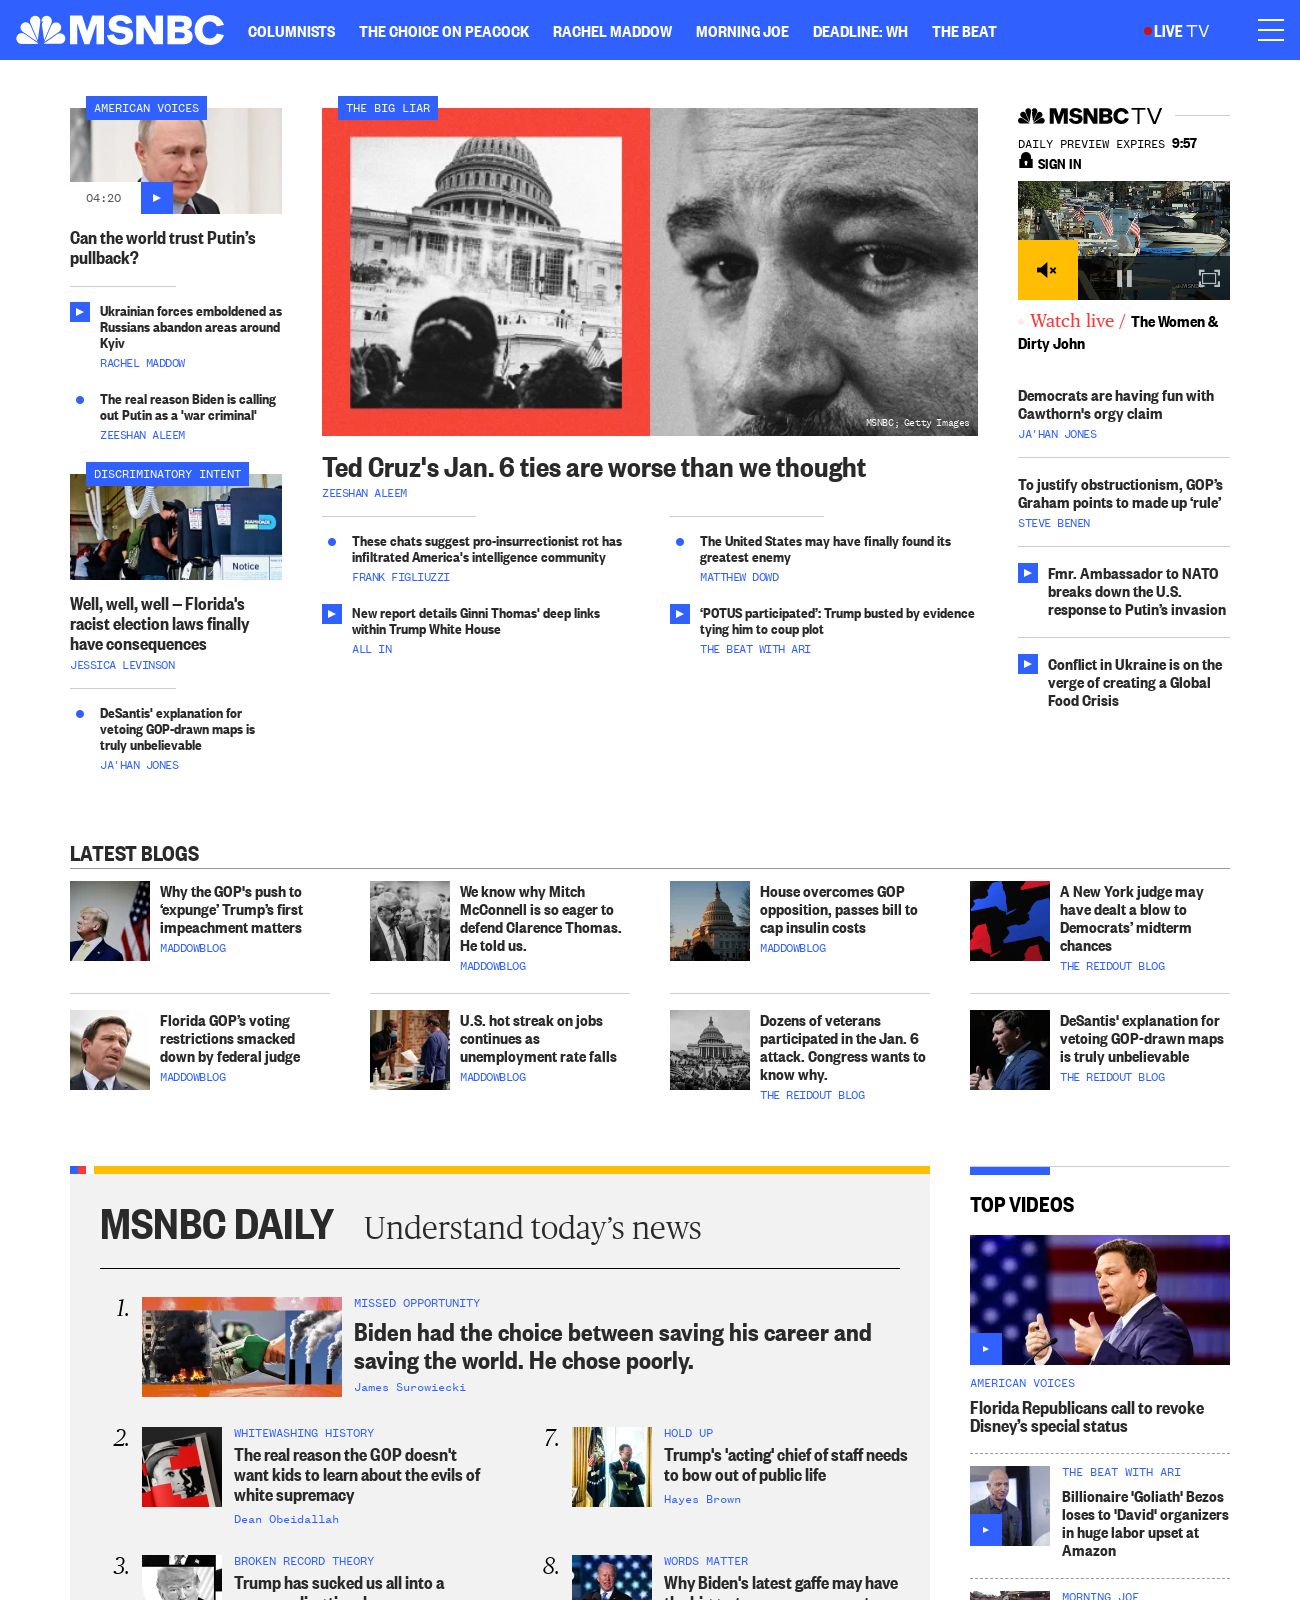 MSNBC COLUMNISTS THE CHOICE ON PEACOCK RACHEL MADDOW MORNING JOE DEADLINE: WH THE BEAT LIVE TV
AMERICAN VOICES
04:20
Can the world trust Putin’s
pullback?
Ukrainian forces emboldened as
Russians abandon areas around
Kyiv
RACHEL MADDOW
The real reason Biden is calling
out Putin as a 'war criminal'
ZEESHAN ALEEM
DISCRIMINATORY INTENT
Notice
Well, well, well — Florida's
racist election laws finally
have consequences
JESSICA LEVINSON
DeSantis' explanation for
vetoing GOP-drawn maps is
truly unbelievable
JA'HAN JONES
THE BIG LIAR
MSNBC; Getty Images
Ted Cruz's Jan. 6 ties are worse than we thought
ZEESHAN ALEEM
These chats suggest pro-insurrectionist rot has
infiltrated America's intelligence community
FRANK FIGLIUZZI
New report details Ginni Thomas' deep links
within Trump White House
ALL IN
The United States may have finally found its
greatest enemy
MATTHEW DOWD
‘POTUS participated’: Trump busted by evidence
tying him to coup plot
THE BEAT WITH ARI
MSNBC TV
DAILY PREVIEW EXPIRES 9:57
SIGN IN
Watch live / The Women &
Dirty John
Democrats are having fun with
Cawthorn's orgy claim
JA'HAN JONES
To justify obstructionism, GOP’s
Graham points to made up ‘rule’
STEVE BENEN
Fmr. Ambassador to NATO
breaks down the U.S.
response to Putin’s invasion
Conflict in Ukraine is on the
verge of creating a Global
Food Crisis
LATEST BLOGS
Why the GOP's push to
‘expunge’ Trump’s first
impeachment matters
MADDOWBLOG
We know why Mitch
McConnell is so eager to
defend Clarence Thomas.
He told us.
MADDOWBLOG
House overcomes GOP
opposition, passes bill to
cap insulin costs
MADDOWBLOG
A New York judge may
have dealt a blow to
Democrats’ midterm
chances
THE REIDOUT BLOG
Florida GOP’s voting
restrictions smacked
down by federal judge
MADDOWBLOG
U.S. hot streak on jobs
continues as
unemployment rate falls
MADDOWBLOG
Dozens of veterans
participated in the Jan. 6
attack. Congress wants to
know why.
THE REIDOUT BLOG
DeSantis' explanation for
vetoing GOP-drawn maps
is truly unbelievable
THE REIDOUT BLOG
MSNBC DAILY Understand today’s news
1.
MISSED OPPORTUNITY
Biden had the choice between saving his career and
saving the world. He chose poorly.
James Surowiecki
2.
WHITEWASHING HISTORY
The real reason the GOP doesn't
want kids to learn about the evils of
white supremacy
Dean Obeidallah
3.
BROKEN RECORD THEORY
Trump has sucked us all into a
7.
HOLD UP
Trump's 'acting' chief of staff needs
to bow out of public life
Hayes Brown
8.
WORDS MATTER
Why Biden's latest gaffe may have
TOP VIDEOS
AMERICAN VOICES
Florida Republicans call to revoke
Disney’s special status
THE BEAT WITH ARI
Billionaire 'Goliath' Bezos
loses to 'David' organizers
in huge labor upset at
Amazon
MORNING JOE